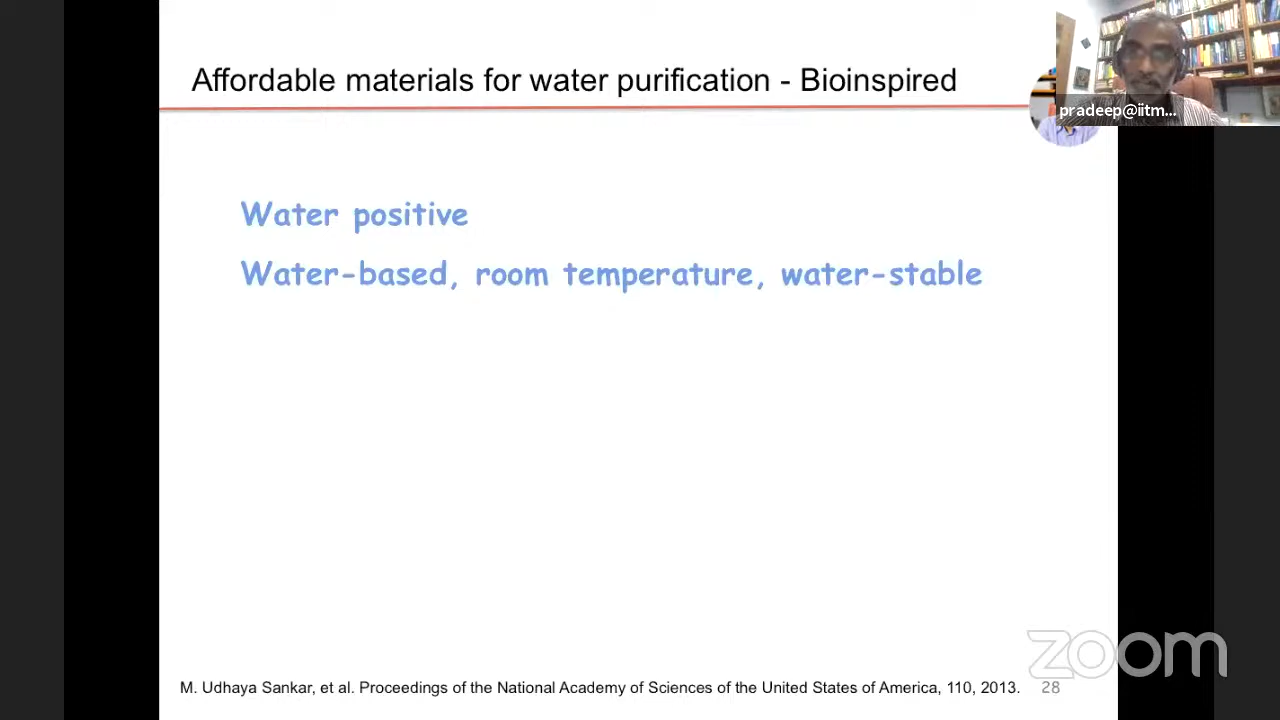 Affordable materials for water purification - Bioinspired
pradeep@iitm...
Water positive
Water-based, room temperature, water-stable
zoom
M. Udhaya Sankar, et al. Proceedings of the National Academy of Sciences of the United States of America, 110, 2013.
28